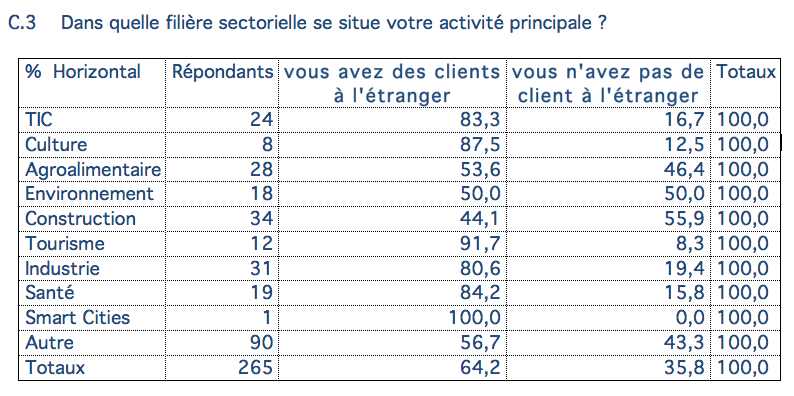 C.3 Dans quelle filière sectorielle se situe votre activité principale ?
% Horizontal Répondants vous avez des clients à l'étranger vous n'avez pas de client à l'étranger Totaux
TIC 24 83,3 16,7 100,0
Culture 8 87,5 12,5 100,0
Agroalimentaire 28 53,6 46,4 100,0
Environnement 18 50,0 50,0 100,0
Construction 34 44,1 55,9 100,0
Tourisme 12 91,7 8,3 100,0
Industrie 31 80,6 19,4 100,0
Santé 19 84,2 15,8 100,0
Smart Cities 1 100,0 0,0 100,0
Autre 90 56,7 43,3 100,0
Totaux 265 64,2 35,8 100,0